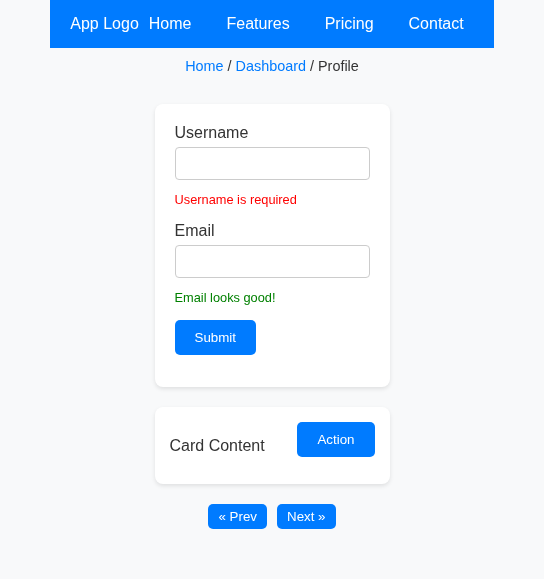 App Logo Home Features Pricing Contact
Home / Dashboard / Profile
Username
Username is required
Email
Email looks good!
Submit
Card Content Action
« Prev Next »